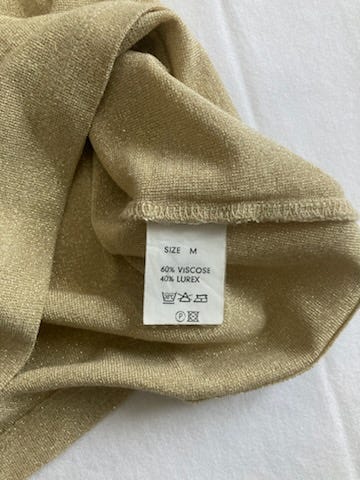 SIZE M
60% VISCOSE
40% LUREX
P